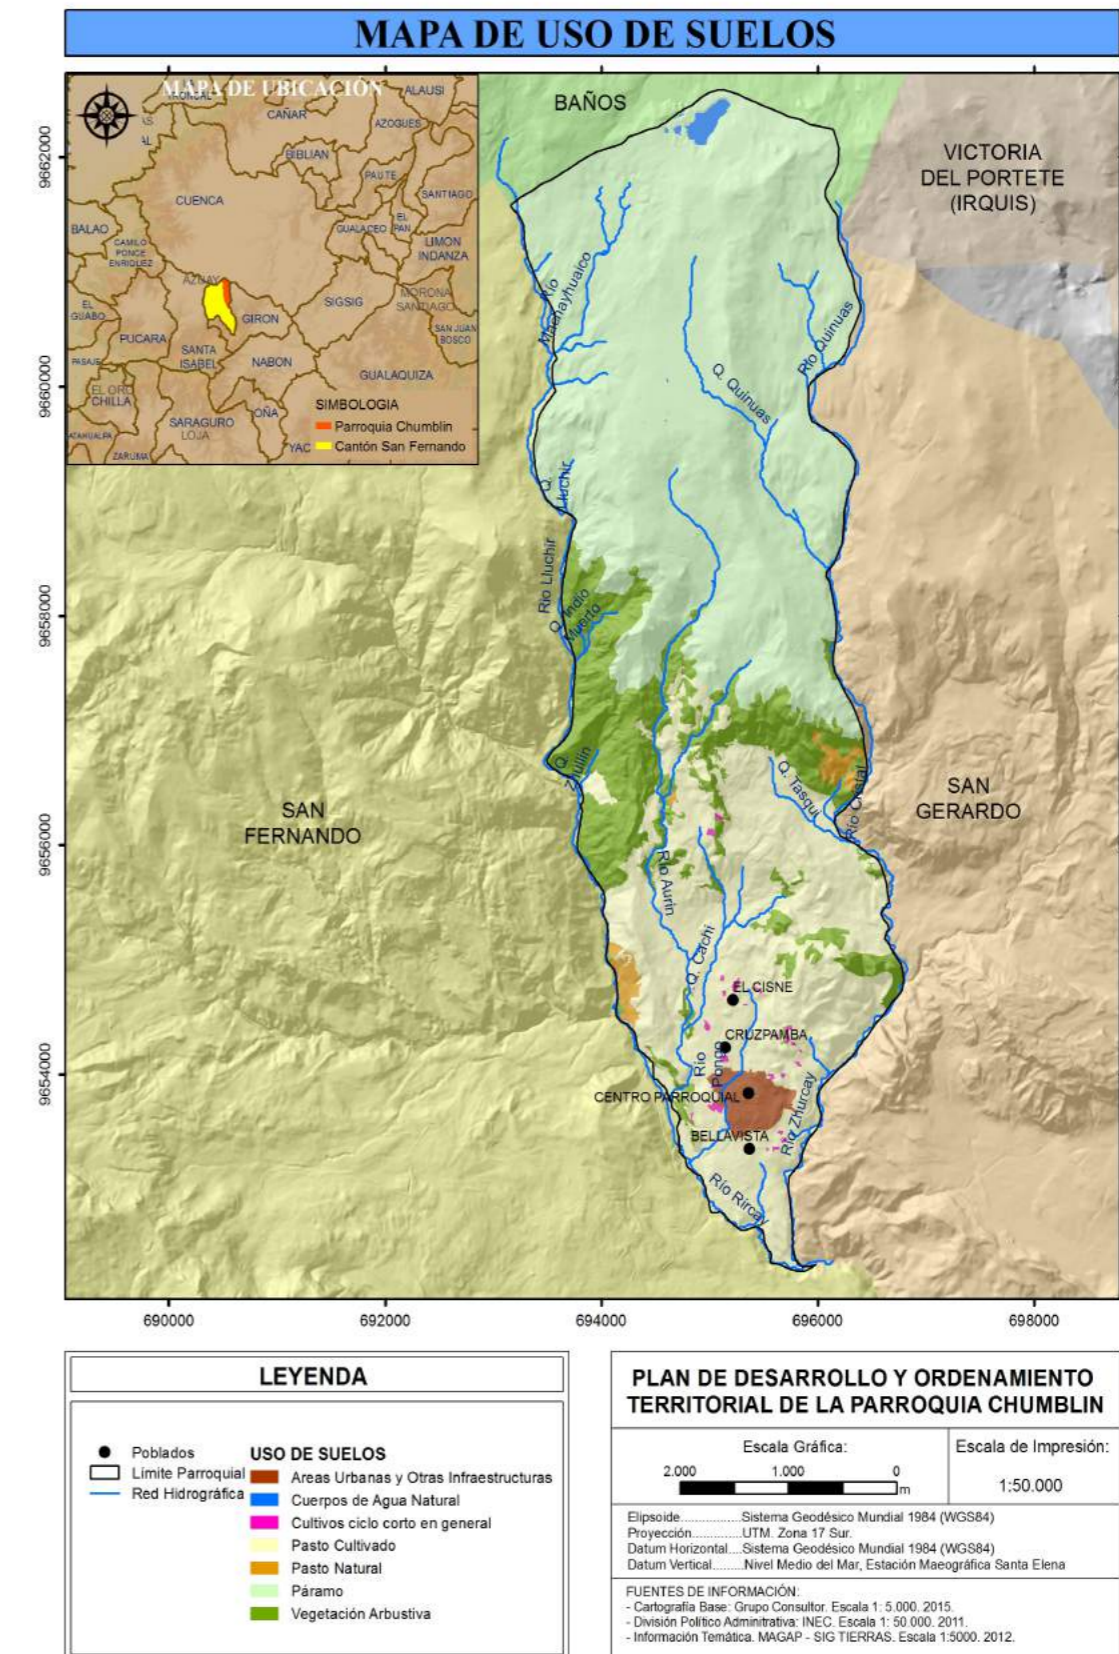 MAPA DE USO DE SUELOS
MAPA DE UBICACIÓN
TRONCAL
ALAUSI
CAÑAR
AZOGUES
BIBLIAN
PAUTE
SANTIAGO
CUENCA
GUALACEO
EL
PAN
BALAO
CAMILO
PONCE
ENRIQUEZ
LIMON
INDANZA
AZUAY
MORONA
SANTIAGO
EL
GUABO
SIGSIG
GIRON
SAN JUAN
BOSCO
PUCARA
SANTA
ISABEL
NABON
PASAJE
GUALAQUIZA
EL ORO
CHILLA
OÑA
SARAGURO
LOJA
ATAHUALPA
YAC
ZARUMA
SIMBOLOGIA
Parroquia Chumblin
Cantón San Fernando
BAÑOS
VICTORIA
DEL PORTETE
(IRQUIS)
SAN
FERNANDO
SAN
GERARDO
Río
Machayhuaico
Río Quinuas
Q. Quinuas
Q.
Lluchir
Río Lluchir
Q. Indio
Muerto
Q.
Zhuilin
Q. Tasqui
Río Cristal
Río Aurin
Q. Cachi
EL CISNE
CRUZPAMBA
Río
Pongo
CENTRO PARROQUIAL
BELLAVISTA
Río Zhurcay
Río Rircay
9662000
9660000
9658000
9656000
9654000
690000
692000
694000
696000
698000
LEYENDA
Poblados
Límite Parroquial
Red Hidrográfica
USO DE SUELOS
Areas Urbanas y Otras Infraestructuras
Cuerpos de Agua Natural
Cultivos ciclo corto en general
Pasto Cultivado
Pasto Natural
Páramo
Vegetación Arbustiva
PLAN DE DESARROLLO Y ORDENAMIENTO
TERRITORIAL DE LA PARROQUIA CHUMBLIN
Escala Gráfica:
2.000 1.000 0
m
Escala de Impresión:
1:50.000
Elipsoide...............Sistema Geodésico Mundial 1984 (WGS84)
Proyección.............UTM. Zona 17 Sur.
Datum Horizontal....Sistema Geodésico Mundial 1984 (WGS84)
Datum Vertical........Nivel Medio del Mar, Estación Maeográfica Santa Elena
FUENTES DE INFORMACIÓN:
- Cartografía Base: Grupo Consultor. Escala 1: 5.000. 2015.
- División Político Adminitrativa: INEC. Escala 1: 50.000. 2011.
- Información Temática. MAGAP - SIG TIERRAS. Escala 1:5000. 2012.